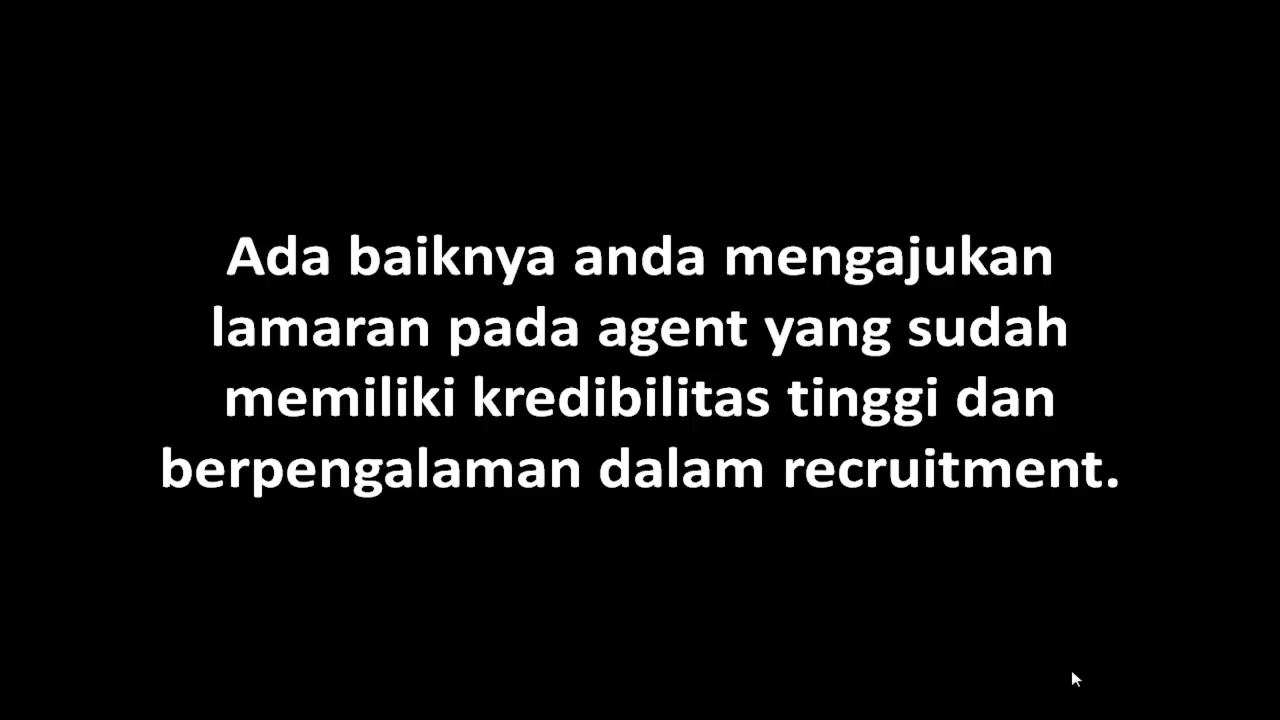 Ada baiknya anda mengajukan
lamaran pada agent yang sudah
memiliki kredibilitas tinggi dan
berpengalaman dalam recruitment.